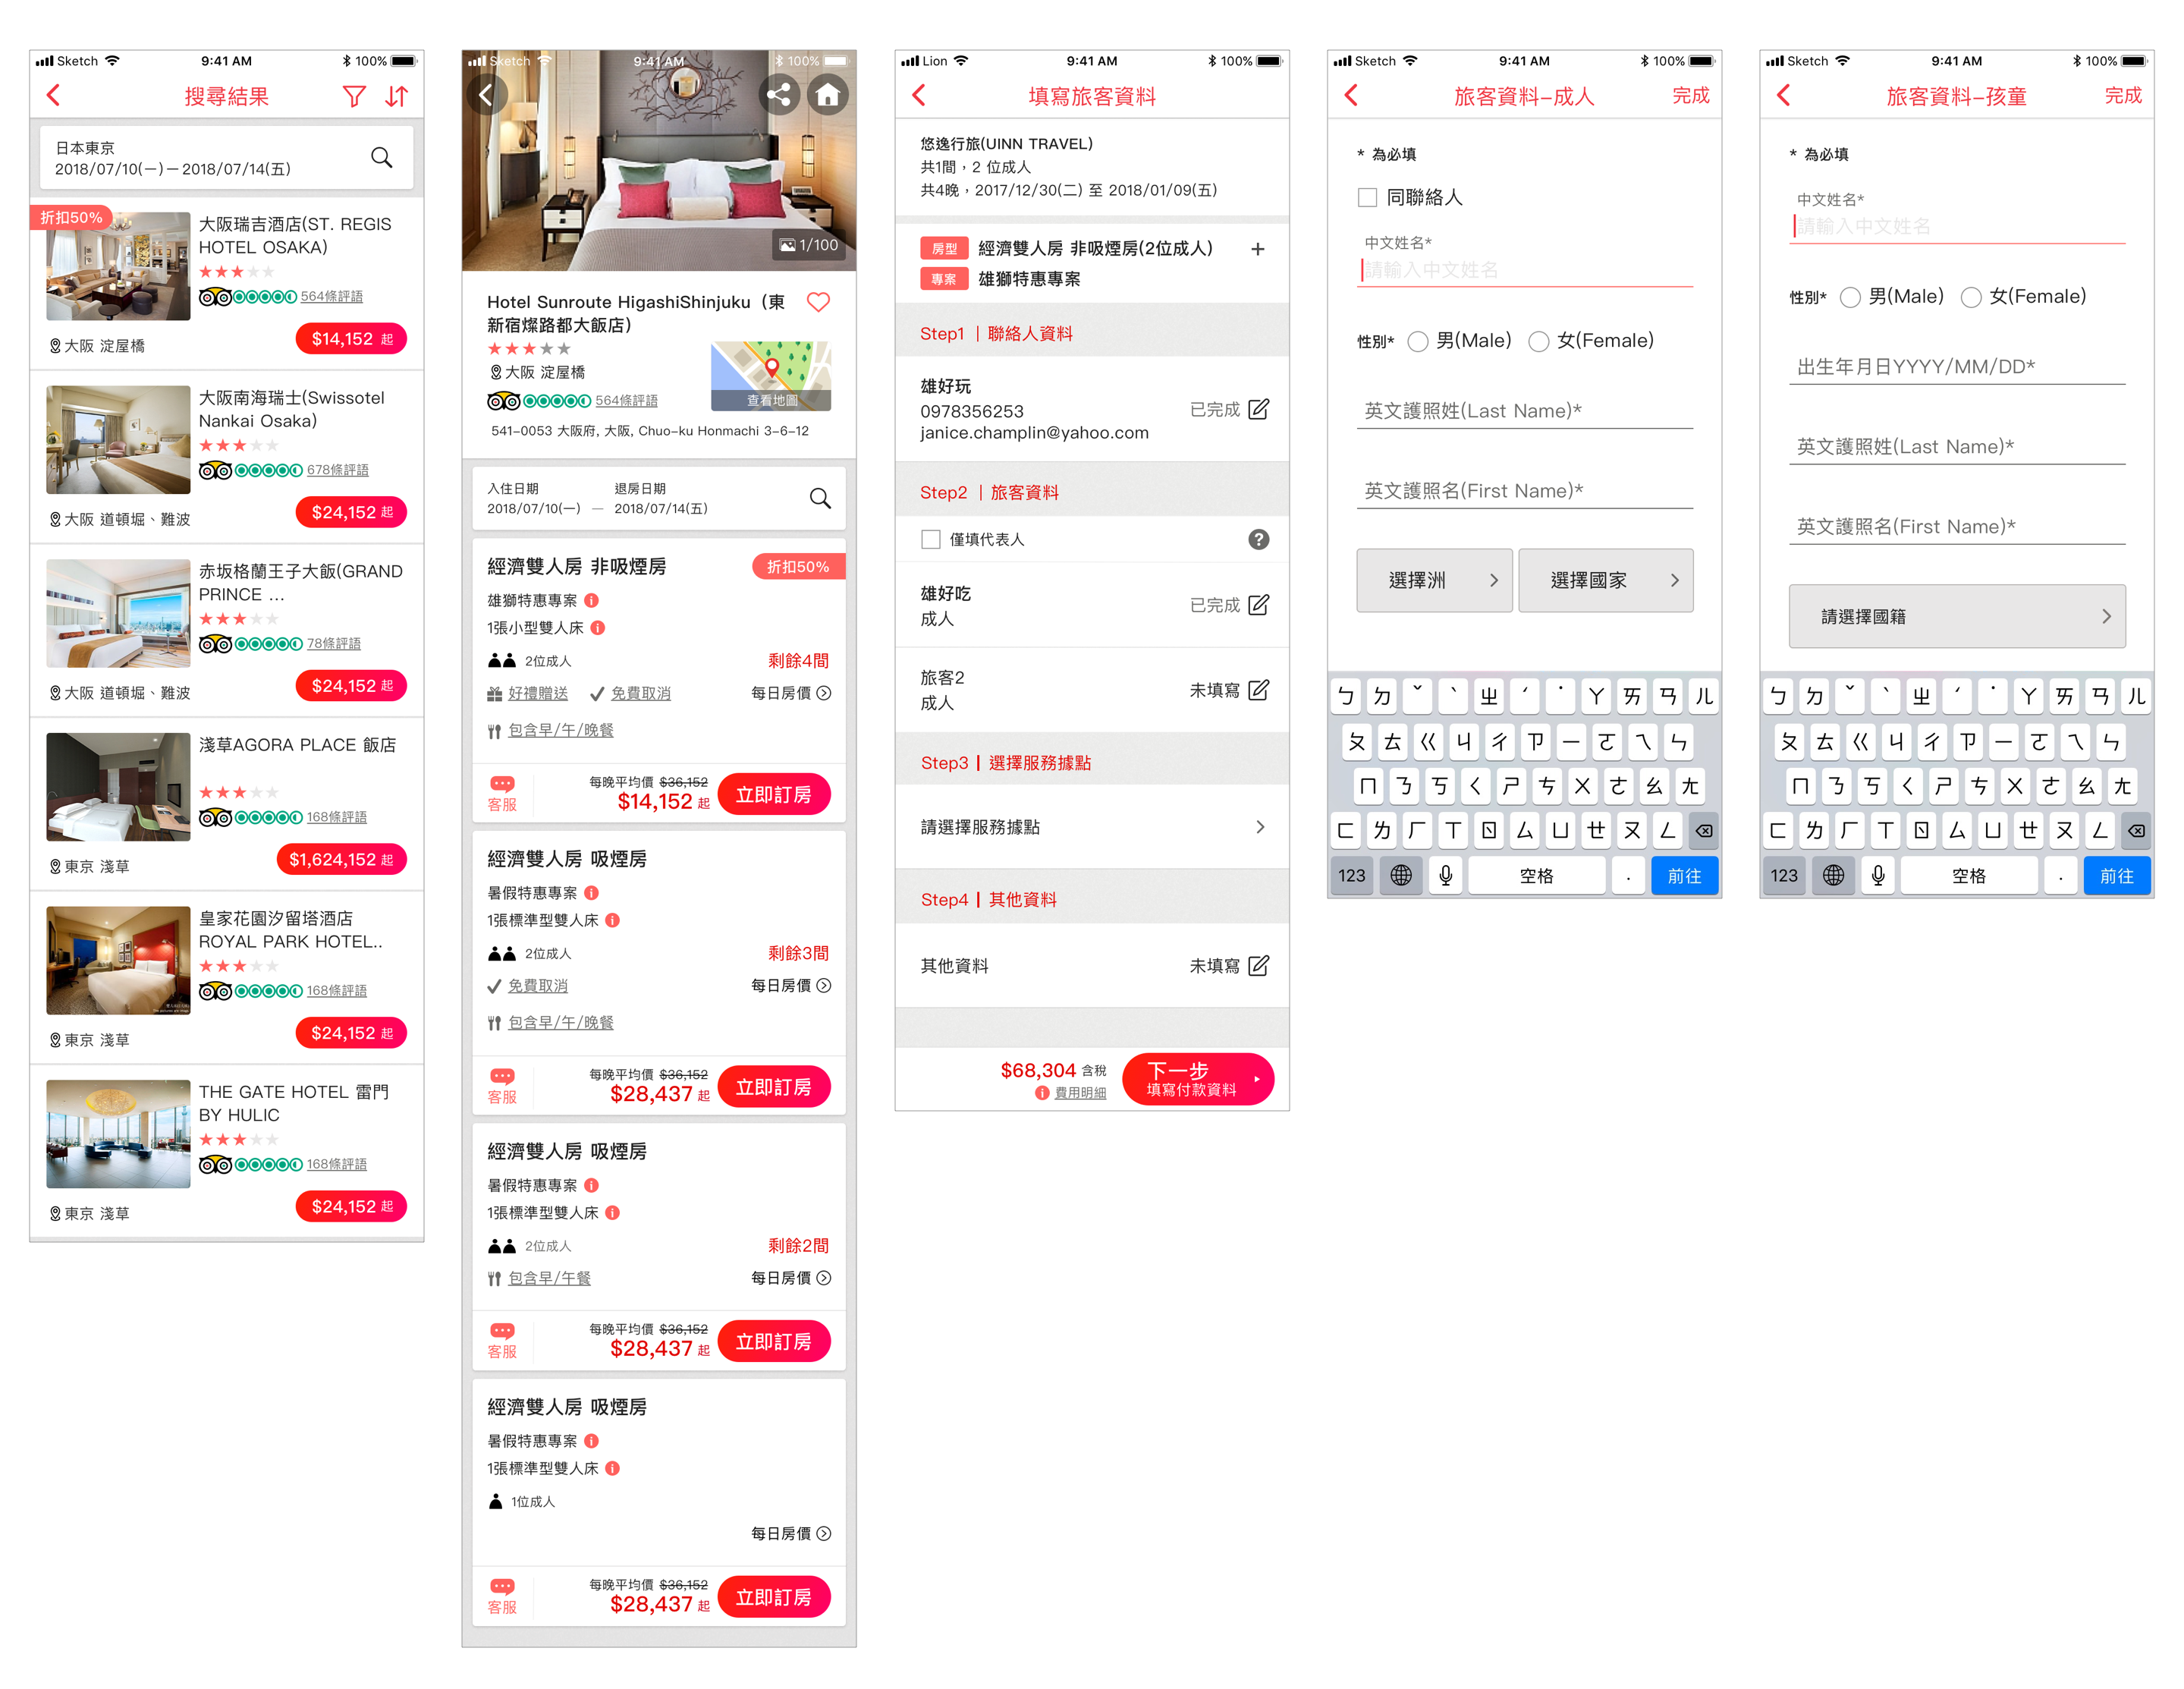 Sketch 9:41 AM 100%
搜尋結果
日本東京
2018/07/10(一)－2018/07/14(五)
折扣50%
大阪瑞吉酒店(ST. REGIS
HOTEL OSAKA)
564條評語
大阪 淀屋橋
$14,152 起
大阪南海瑞士(Swissotel
Nankai Osaka)
678條評語
大阪 道頓堀、難波
$24,152 起
赤坂格蘭王子大飯(GRAND
PRINCE ...
78條評語
大阪 道頓堀、難波
$24,152 起
淺草AGORA PLACE 飯店
168條評語
東京 淺草
$1,624,152 起
皇家花園汐留塔酒店
ROYAL PARK HOTEL..
168條評語
東京 淺草
$24,152 起
THE GATE HOTEL 雷門
BY HULIC
168條評語
東京 淺草
$24,152 起
Sketch 9:41 AM 100%
1/100
Hotel Sunroute HigashiShinjuku（東
新宿燦路都大飯店）
大阪 淀屋橋
564條評語
查看地圖
541-0053 大阪府, 大阪, Chuo-ku Honmachi 3-6-12
入住日期 退房日期
2018/07/10(一) － 2018/07/14(五)
經濟雙人房 非吸煙房
折扣50%
雄獅特惠專案
1張小型雙人床
2位成人 剩餘4間
好禮贈送 免費取消 每日房價
包含早/午/晚餐
客服
每晚平均價 $36,152
$14,152 起
立即訂房
經濟雙人房 吸煙房
暑假特惠專案
1張標準型雙人床
2位成人 剩餘3間
免費取消 每日房價
包含早/午/晚餐
客服
每晚平均價 $36,152
$28,437 起
立即訂房
經濟雙人房 吸煙房
暑假特惠專案
1張標準型雙人床
2位成人 剩餘2間
包含早/午餐 每日房價
客服
每晚平均價 $36,152
$28,437 起
立即訂房
經濟雙人房 吸煙房
暑假特惠專案
1張標準型雙人床
1位成人
每日房價
客服
每晚平均價 $36,152
$28,437 起
立即訂房
Lion 9:41 AM 100%
填寫旅客資料
悠逸行旅(UINN TRAVEL)
共1間，2 位成人
共4晚，2017/12/30(二) 至 2018/01/09(五)
房型 經濟雙人房 非吸煙房(2位成人) +
專案 雄獅特惠專案
Step1 | 聯絡人資料
雄好玩
0978356253 已完成
janice.champlin@yahoo.com
Step2 | 旅客資料
僅填代表人 ?
雄好吃
成人 已完成
旅客2
成人 未填寫
Step3 | 選擇服務據點
請選擇服務據點
Step4 | 其他資料
其他資料 未填寫
$68,304 含稅
費用明細
下一步
填寫付款資料
Sketch 9:41 AM 100%
旅客資料-成人 完成
* 為必填
同聯絡人
中文姓名*
請輸入中文姓名
性別* 男(Male) 女(Female)
英文護照姓(Last Name)*
英文護照名(First Name)*
選擇洲 選擇國家
ㄅ ㄉ ˇ ˋ ㄓ ˊ ˙ ㄚ ㄞ ㄢ ㄦ
ㄆ ㄊ ㄍ ㄐ ㄔ ㄗ ㄧ ㄛ ㄟ ㄣ
ㄇ ㄋ ㄎ ㄑ ㄕ ㄘ ㄨ ㄜ ㄠ ㄤ
ㄈ ㄌ ㄏ ㄒ ㄖ ㄙ ㄩ ㄝ ㄡ ㄥ
123 空格 . 前往
Sketch 9:41 AM 100%
旅客資料-孩童 完成
* 為必填
中文姓名*
請輸入中文姓名
性別* 男(Male) 女(Female)
出生年月日YYYY/MM/DD*
英文護照姓(Last Name)*
英文護照名(First Name)*
請選擇國籍
ㄅ ㄉ ˇ ˋ ㄓ ˊ ˙ ㄚ ㄞ ㄢ ㄦ
ㄆ ㄊ ㄍ ㄐ ㄔ ㄗ ㄧ ㄛ ㄟ ㄣ
ㄇ ㄋ ㄎ ㄑ ㄕ ㄘ ㄨ ㄜ ㄠ ㄤ
ㄈ ㄌ ㄏ ㄒ ㄖ ㄙ ㄩ ㄝ ㄡ ㄥ
123 空格 . 前往